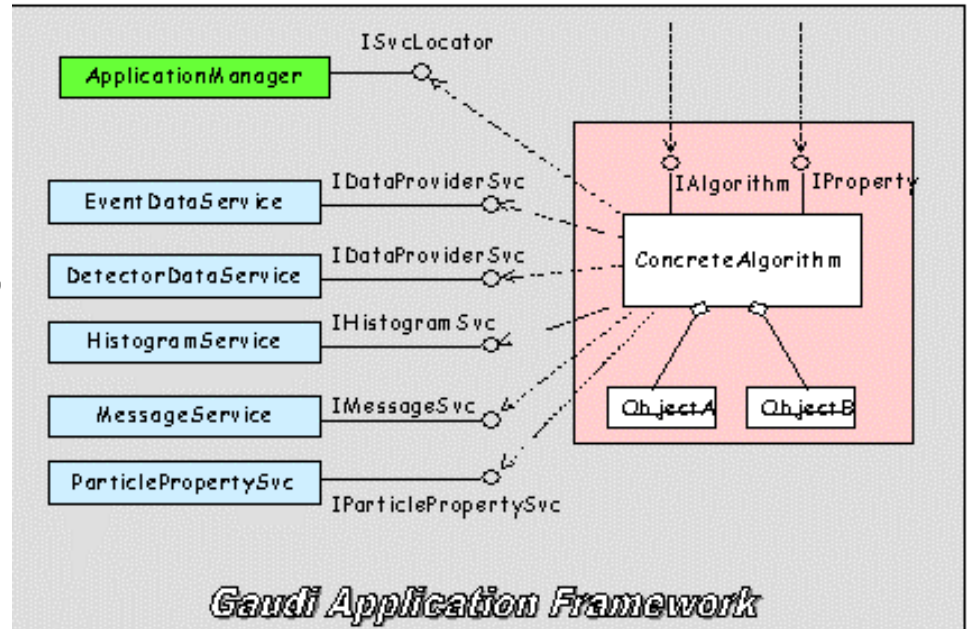 ISvcLocator
ApplicationManager
IAlgorithm
IProperty
IDataProviderSvc
EventDataService
ConcreteAlgorithm
IDataProviderSvc
DetectorDataService
IHistogramSvc
HistogramService
IMessageSvc
MessageService
ObjectA
ObjectB
ParticlePropertySvc
IParticlePropertySvc
Gaudi Application Framework